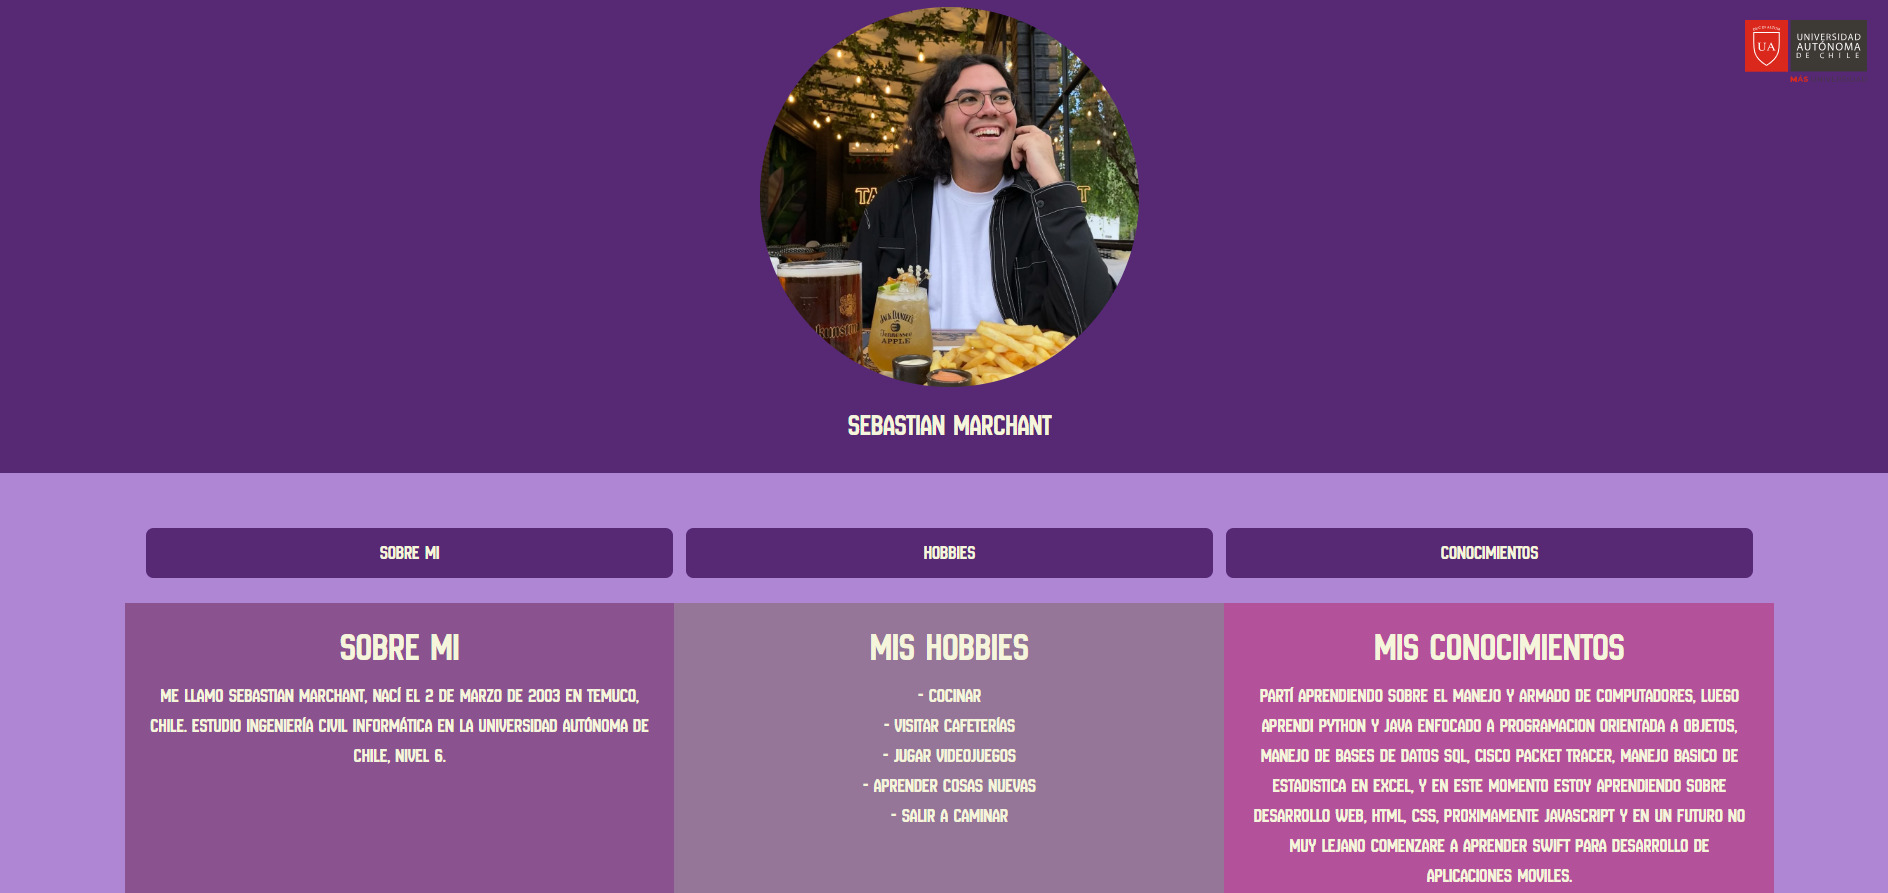 UA
UNIVERSIDAD
AUTÓNOMA
DE CHILE
MÁS
TA
T
JACK DANIEL'S
Tennessee
APPLE
SEBASTIAN MARCHANT
SOBRE MI
HOBBIES
CONOCIMIENTOS
SOBRE MI
ME LLAMO SEBASTIAN MARCHANT, NACÍ EL 2 DE MARZO DE 2003 EN TEMUCO,
CHILE. ESTUDIO INGENIERÍA CIVIL INFORMÁTICA EN LA UNIVERSIDAD AUTÓNOMA DE
CHILE, NIVEL 6.
MIS HOBBIES
- COCINAR
- VISITAR CAFETERÍAS
- JUGAR VIDEOJUEGOS
- APRENDER COSAS NUEVAS
- SALIR A CAMINAR
MIS CONOCIMIENTOS
PARTÍ APRENDIENDO SOBRE EL MANEJO Y ARMADO DE COMPUTADORES, LUEGO
APRENDI PYTHON Y JAVA ENFOCADO A PROGRAMACION ORIENTADA A OBJETOS,
MANEJO DE BASES DE DATOS SQL, CISCO PACKET TRACER, MANEJO BASICO DE
ESTADISTICA EN EXCEL, Y EN ESTE MOMENTO ESTOY APRENDIENDO SOBRE
DESARROLLO WEB, HTML, CSS, PROXIMAMENTE JAVASCRIPT Y EN UN FUTURO NO
MUY LEJANO COMENZARE A APRENDER SWIFT PARA DESARROLLO DE
APLICACIONES MOVILES.